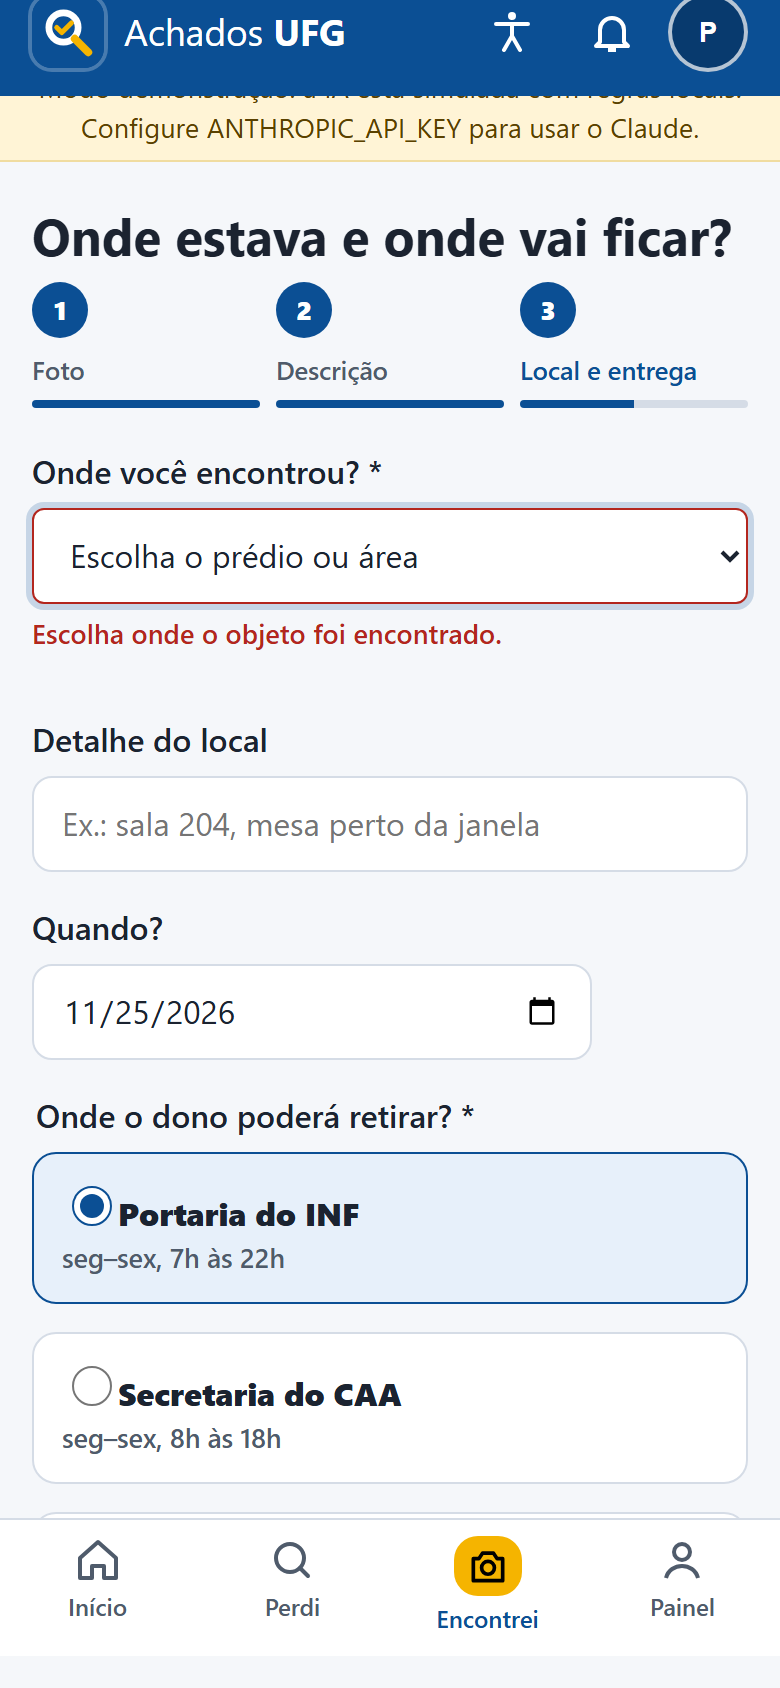 Achados UFG
P
Configure ANTHROPIC_API_KEY para usar o Claude.
Onde estava e onde vai ficar?
1
2
3
Foto
Descrição
Local e entrega
Onde você encontrou? *
Escolha o prédio ou área
Escolha onde o objeto foi encontrado.
Detalhe do local
Ex.: sala 204, mesa perto da janela
Quando?
11/25/2026
Onde o dono poderá retirar? *
Portaria do INF
seg–sex, 7h às 22h
Secretaria do CAA
seg–sex, 8h às 18h
Início
Perdi
Encontrei
Painel